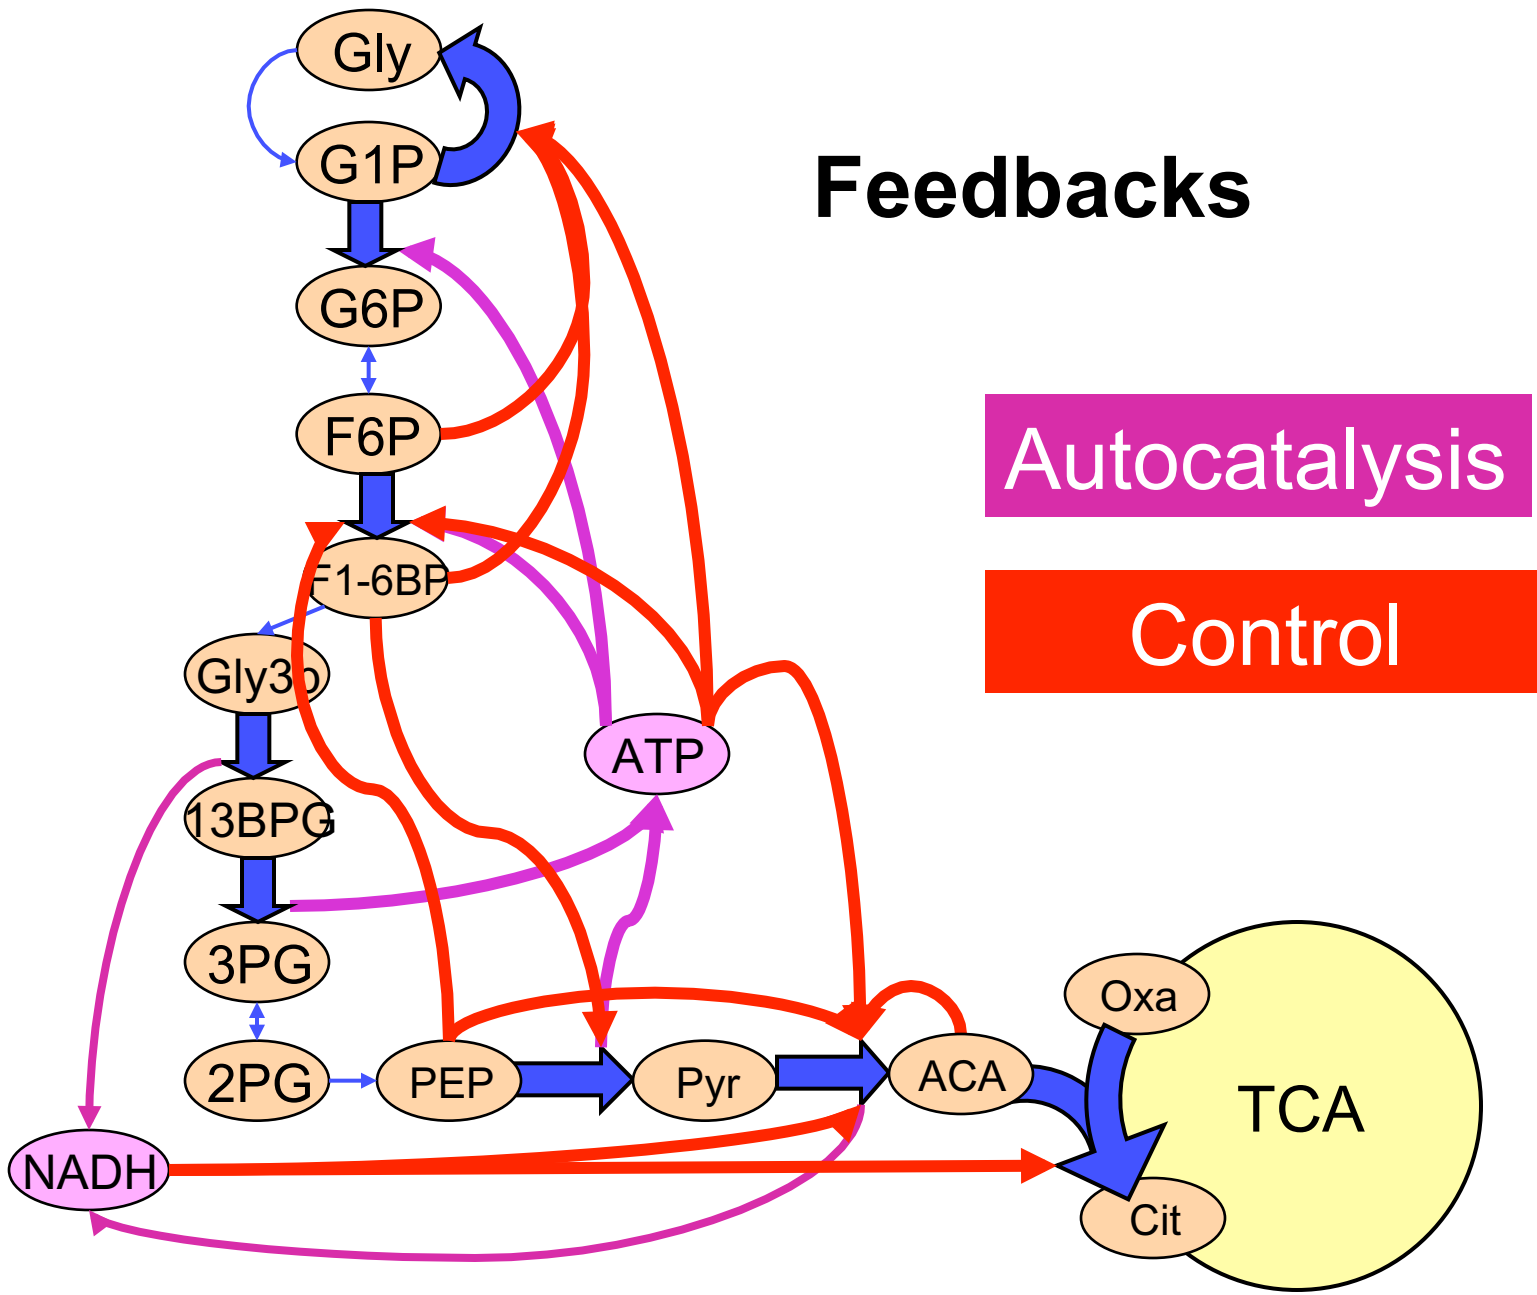 Gly
G1P
Feedbacks
G6P
Autocatalysis
F6P
F1-6BP
Control
Gly3p
ATP
13BPG
3PG
Oxa
2PG
PEP
Pyr
ACA
TCA
NADH
Cit